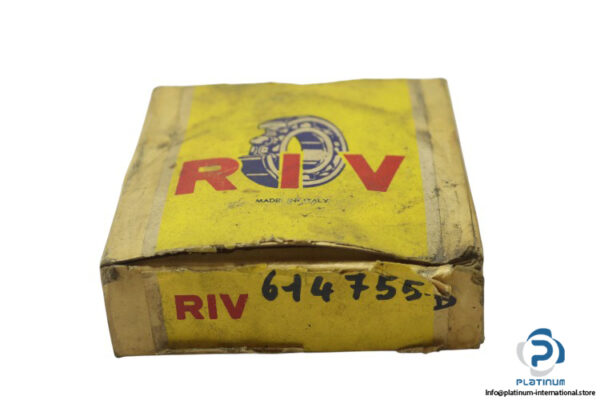 RIV
MADE IN ITALY
RIV 614755 B
PLATINUM
Info@platinum-international.store